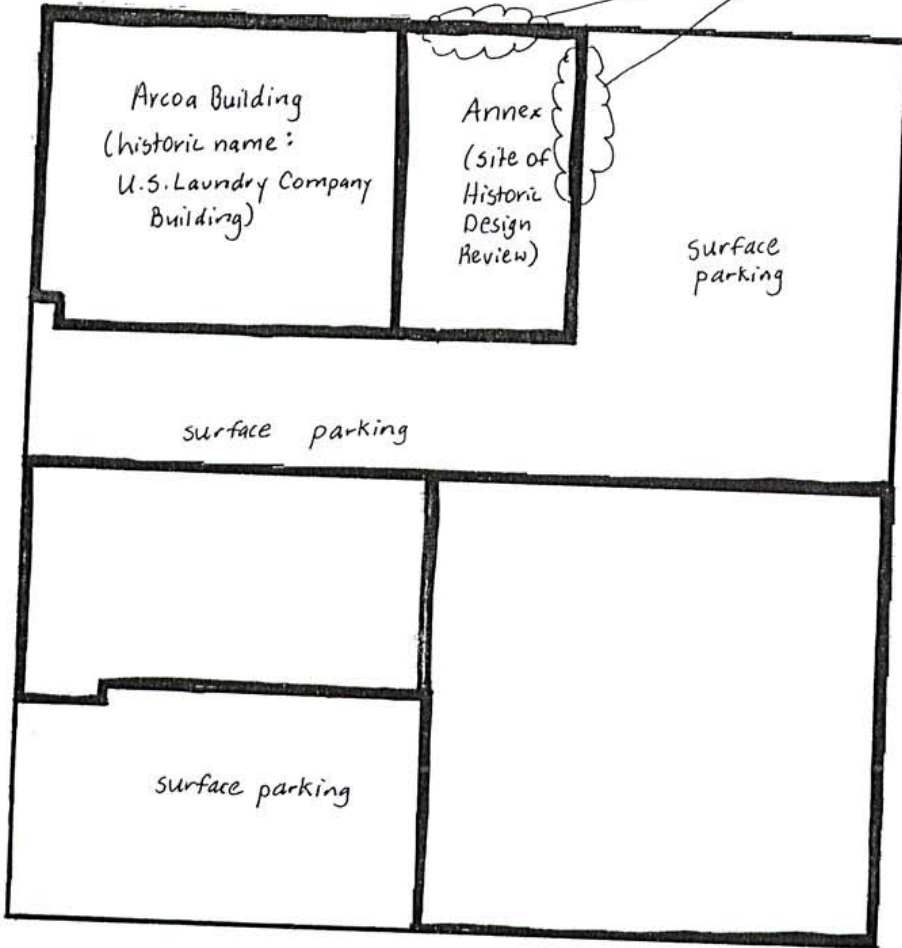 Arcoa Building
(historic name:
U.S. Laundry Company
Building)
Annex
(site of
Historic
Design
Review)
surface
parking
surface parking
surface parking